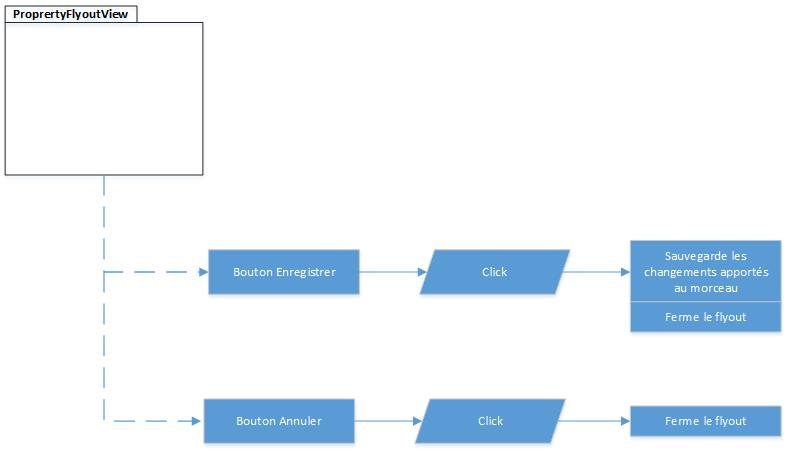 ProprertyFlyoutView
Bouton Enregistrer
Click
Sauvegarde les
changements apportés
au morceau
Ferme le flyout
Bouton Annuler
Click
Ferme le flyout